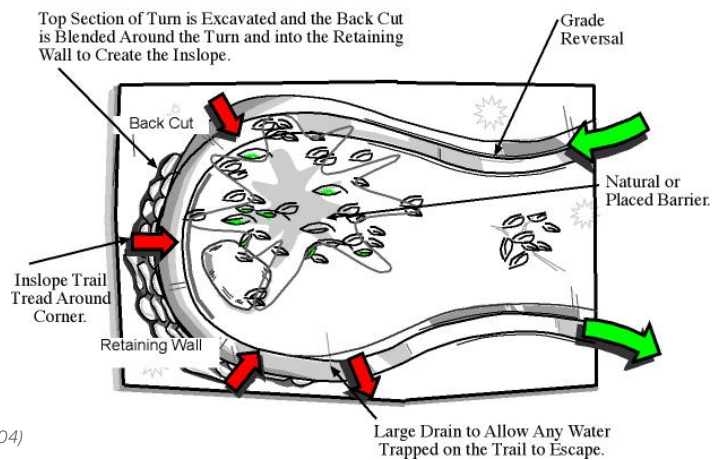 Top Section of Turn is Excavated and the Back Cut
is Blended Around the Turn and into the Retaining
Wall to Create the Inslope.
Grade
Reversal
Back Cut
Natural or
Placed Barrier.
Inslope Trail
Tread Around
Corner.
Retaining Wall
Large Drain to Allow Any Water
Trapped on the Trail to Escape.
04)